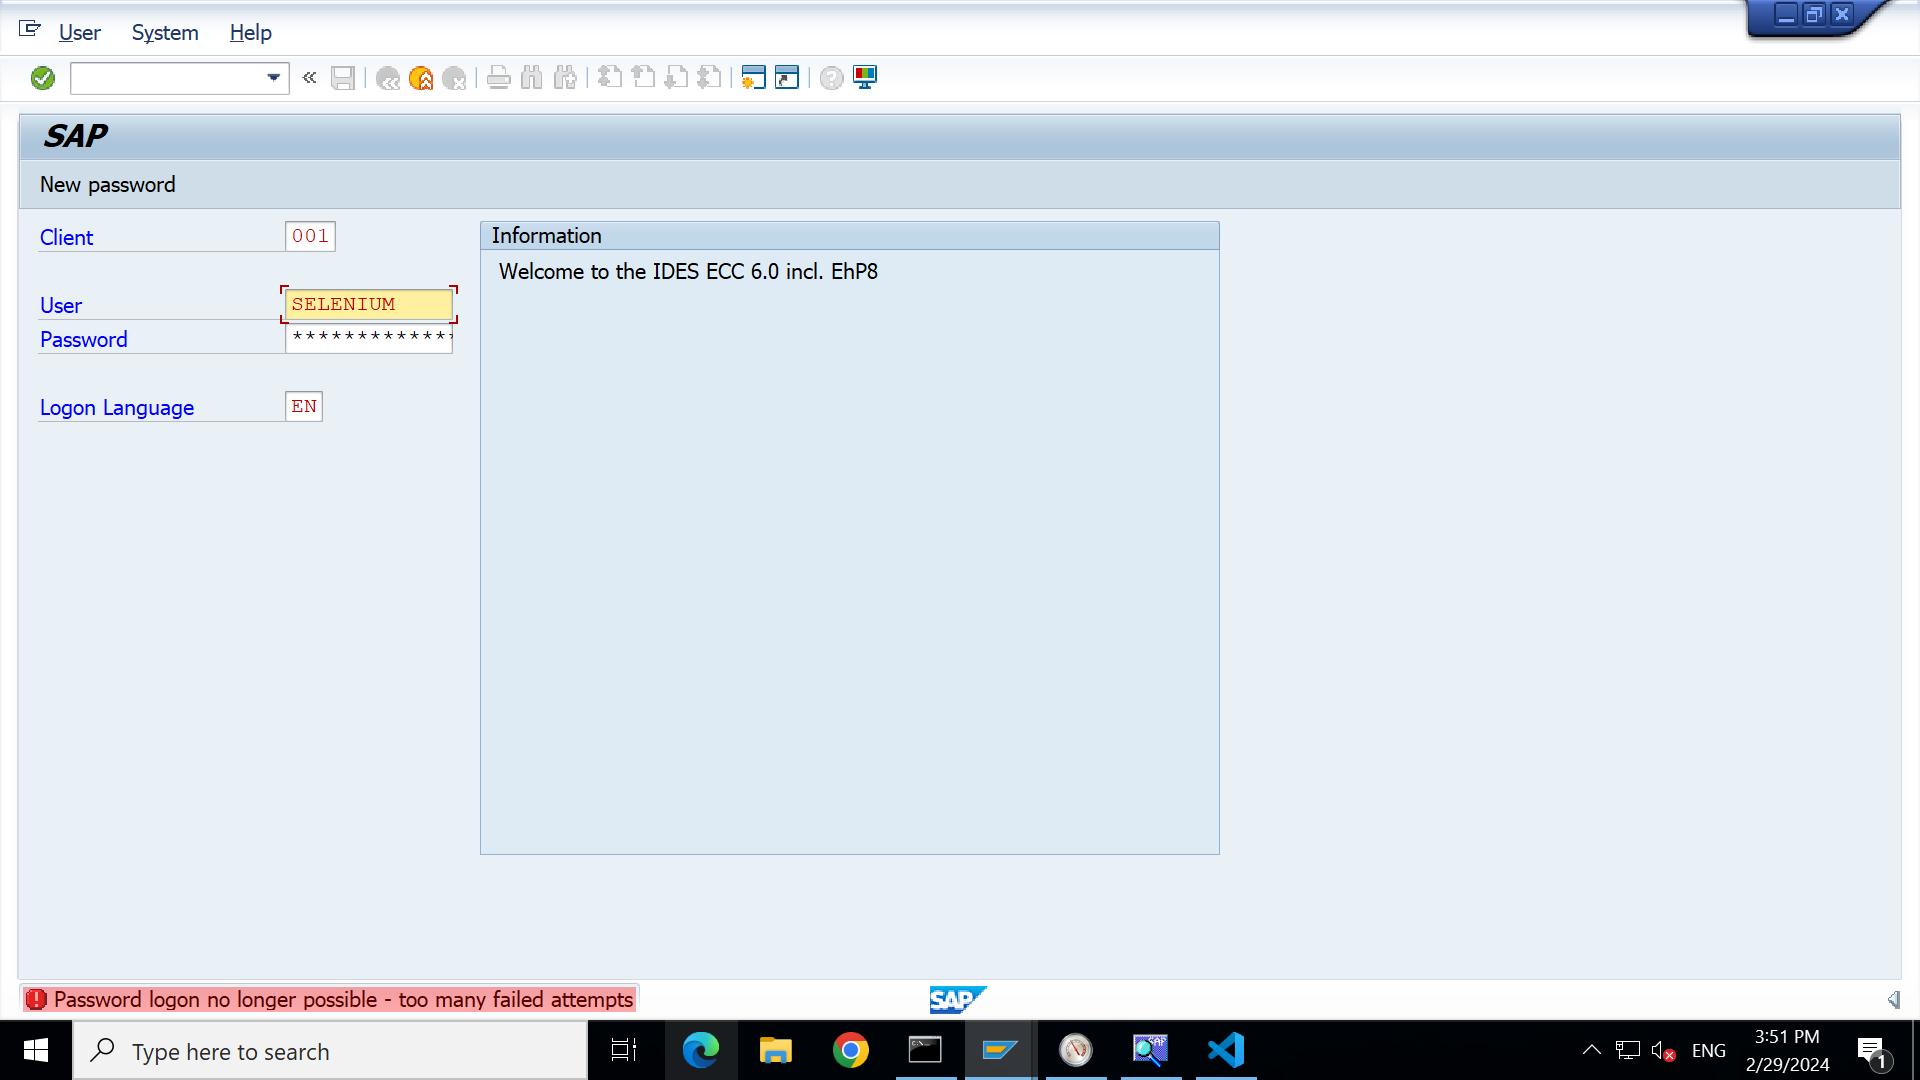 User System Help
SAP
New password
Client 001
User SELENIUM
Password *************
Logon Language EN
Information
Welcome to the IDES ECC 6.0 incl. EhP8
Password logon no longer possible - too many failed attempts
SAP
Type here to search
C:\_
SAP
ENG
3:51 PM
2/29/2024
1